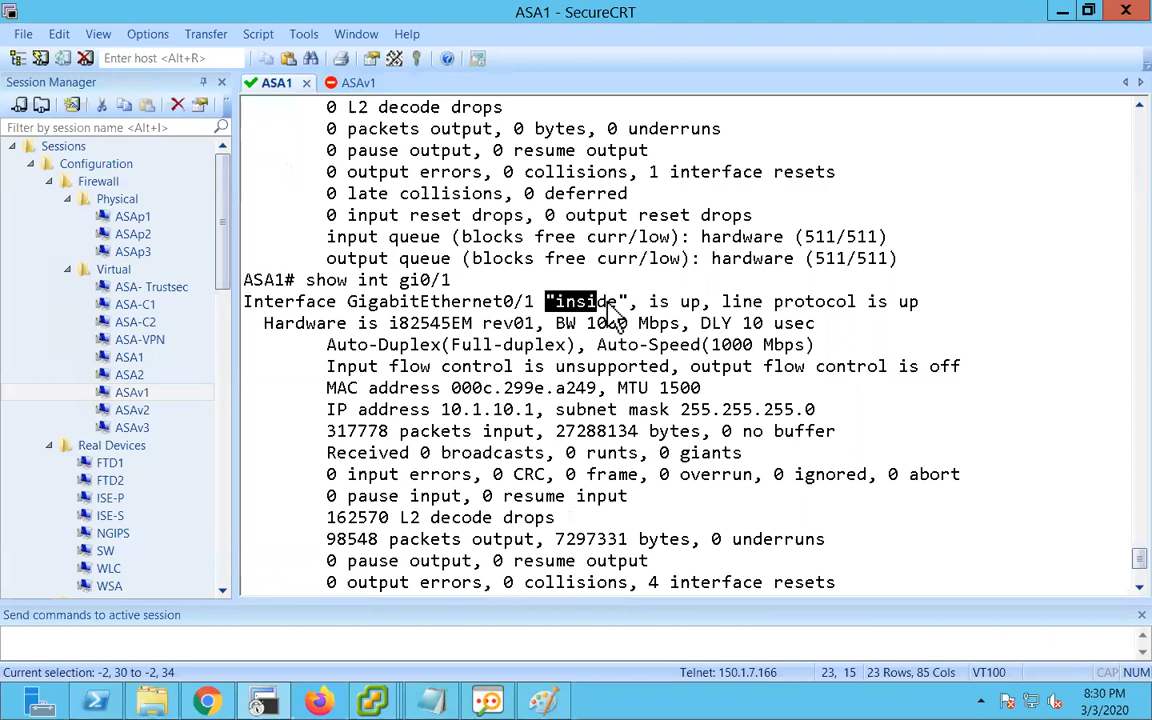 ASA1 - SecureCRT
File Edit View Options Transfer Script Tools Window Help
Enter host <Alt+R>
Session Manager
ASA1
ASAv1
Filter by session name <Alt+I>
Sessions
Configuration
Firewall
Physical
ASAp1
ASAp2
ASAp3
Virtual
ASA- Trustsec
ASA-C1
ASA-C2
ASA-VPN
ASA1
ASA2
ASAv1
ASAv2
ASAv3
Real Devices
FTD1
FTD2
ISE-P
ISE-S
NGIPS
SW
WLC
WSA
0 L2 decode drops
0 packets output, 0 bytes, 0 underruns
0 pause output, 0 resume output
0 output errors, 0 collisions, 1 interface resets
0 late collisions, 0 deferred
0 input reset drops, 0 output reset drops
input queue (blocks free curr/low): hardware (511/511)
output queue (blocks free curr/low): hardware (511/511)
ASA1# show int gi0/1
Interface GigabitEthernet0/1 "inside", is up, line protocol is up
Hardware is i82545EM rev01, BW 1000 Mbps, DLY 10 usec
Auto-Duplex(Full-duplex), Auto-Speed(1000 Mbps)
Input flow control is unsupported, output flow control is off
MAC address 000c.299e.a249, MTU 1500
IP address 10.1.10.1, subnet mask 255.255.255.0
317778 packets input, 27288134 bytes, 0 no buffer
Received 0 broadcasts, 0 runts, 0 giants
0 input errors, 0 CRC, 0 frame, 0 overrun, 0 ignored, 0 abort
0 pause input, 0 resume input
162570 L2 decode drops
98548 packets output, 7297331 bytes, 0 underruns
0 pause output, 0 resume output
0 output errors, 0 collisions, 4 interface resets
Send commands to active session
Current selection: -2, 30 to -2, 34
Telnet: 150.1.7.166
23, 15
23 Rows, 85 Cols
VT100
CAP NUM
8:30 PM
3/3/2020